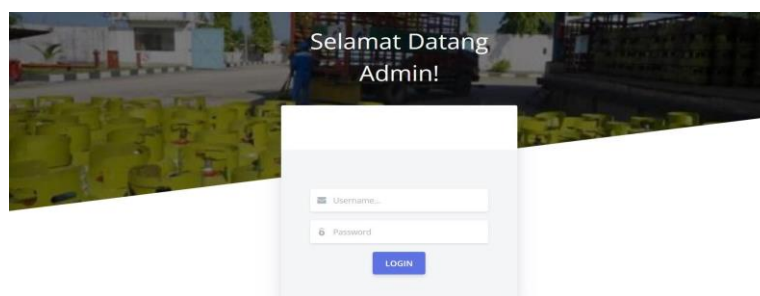 Selamat Datang
Admin!
Username...
Password
LOGIN